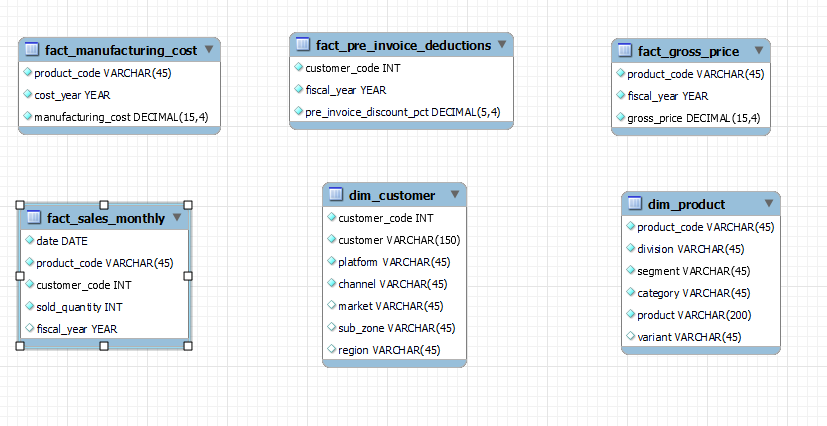 fact_manufacturing_cost
product_code VARCHAR(45)
cost_year YEAR
manufacturing_cost DECIMAL(15,4)
fact_pre_invoice_deductions
customer_code INT
fiscal_year YEAR
pre_invoice_discount_pct DECIMAL(5,4)
fact_gross_price
product_code VARCHAR(45)
fiscal_year YEAR
gross_price DECIMAL(15,4)
fact_sales_monthly
date DATE
product_code VARCHAR(45)
customer_code INT
sold_quantity INT
fiscal_year YEAR
dim_customer
customer_code INT
customer VARCHAR(150)
platform VARCHAR(45)
channel VARCHAR(45)
market VARCHAR(45)
sub_zone VARCHAR(45)
region VARCHAR(45)
dim_product
product_code VARCHAR(45)
division VARCHAR(45)
segment VARCHAR(45)
category VARCHAR(45)
product VARCHAR(200)
variant VARCHAR(45)